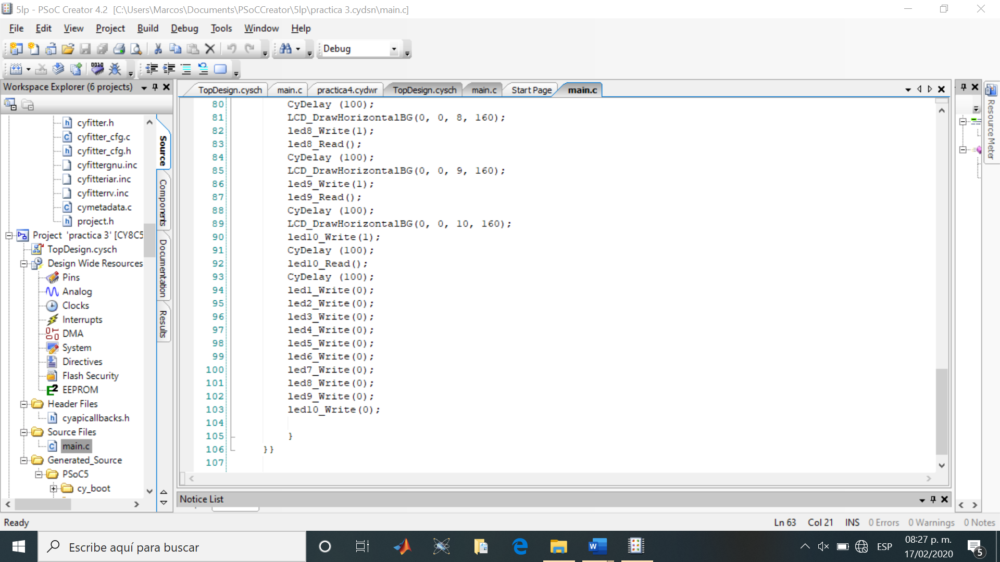 5lp - PSoC Creator 4.2 [C:\Users\Marcos\Documents\PSoCCreator\5lp\practica 3.cydsn\main.c]
File Edit View Project Build Debug Tools Window Help
Debug
Workspace Explorer (6 projects)
TopDesign.cysch main.c practica4.cydwr TopDesign.cysch main.c Start Page main.c
cyfitter.h
cyfitter_cfg.c
cyfitter_cfg.h
cyfittergnu.inc
cyfitteriar.inc
cyfitterrv.inc
cymetadata.c
project.h
Project 'practica 3' [CY8C5
TopDesign.cysch
Design Wide Resources
Pins
Analog
Clocks
Interrupts
DMA
System
Directives
Flash Security
EEPROM
Header Files
cyapicallbacks.h
Source Files
main.c
Generated_Source
PSoC5
cy_boot
Source
Components
Documentation
Results
80 CyDelay (100);
81 LCD_DrawHorizontalBG(0, 0, 8, 160);
82 led8_Write(1);
83 led8_Read();
84 CyDelay (100);
85 LCD_DrawHorizontalBG(0, 0, 9, 160);
86 led9_Write(1);
87 led9_Read();
88 CyDelay (100);
89 LCD_DrawHorizontalBG(0, 0, 10, 160);
90 led10_Write(1);
91 CyDelay (100);
92 led10_Read();
93 CyDelay (100);
94 led1_Write(0);
95 led2_Write(0);
96 led3_Write(0);
97 led4_Write(0);
98 led5_Write(0);
99 led6_Write(0);
100 led7_Write(0);
101 led8_Write(0);
102 led9_Write(0);
103 led10_Write(0);
104
105 }
106 }}
107
Resource Meter
Notice List
Ready
Ln 63 Col 21 INS 0 Errors 0 Warnings 0 Notes
Escribe aquí para buscar
ESP
08:27 p. m.
17/02/2020
5